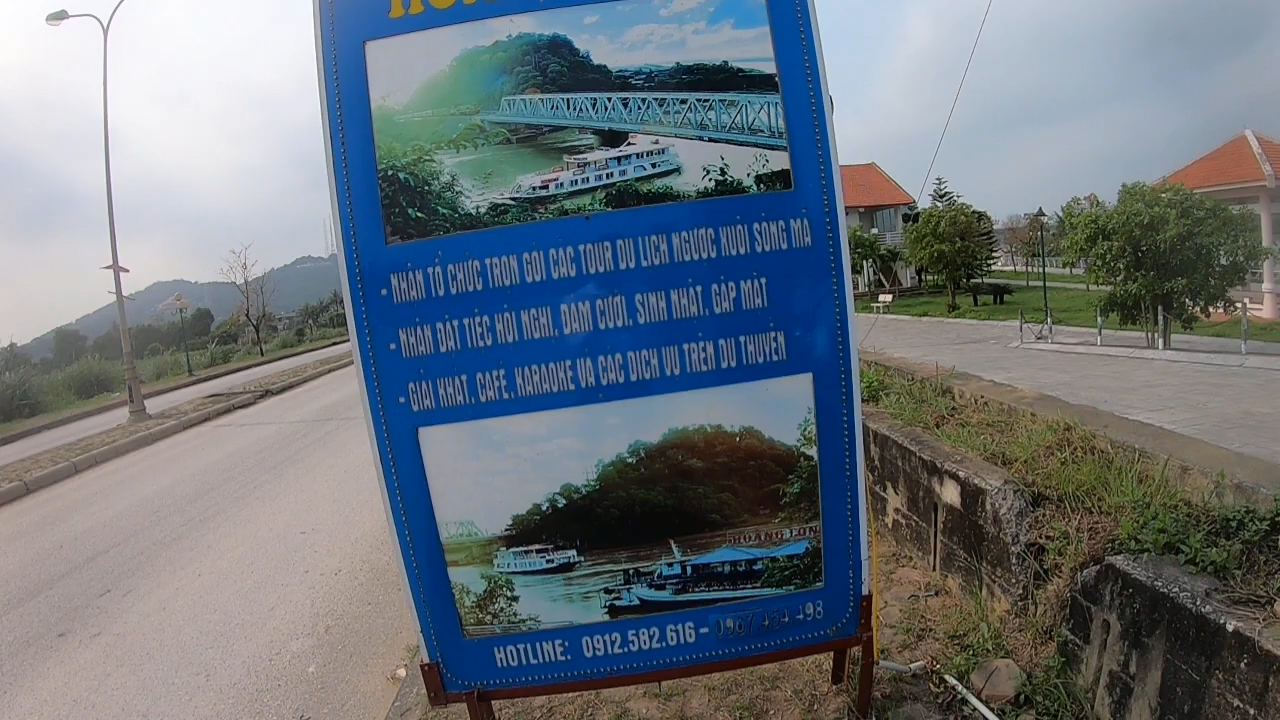 - NHẬN TỔ CHỨC TRỌN GÓI CÁC TOUR DU LỊCH NGƯỢC XUÔI SÔNG MÃ
- NHẬN ĐẶT TIỆC HỘI NGHỊ, ĐÁM CƯỚI, SINH NHẬT, GẶP MẶT
- GIẢI KHÁT, CAFE, KARAOKE VÀ CÁC DỊCH VỤ TRÊN DU THUYỀN
HOÀNG LON
HOTLINE: 0912.582.616 -